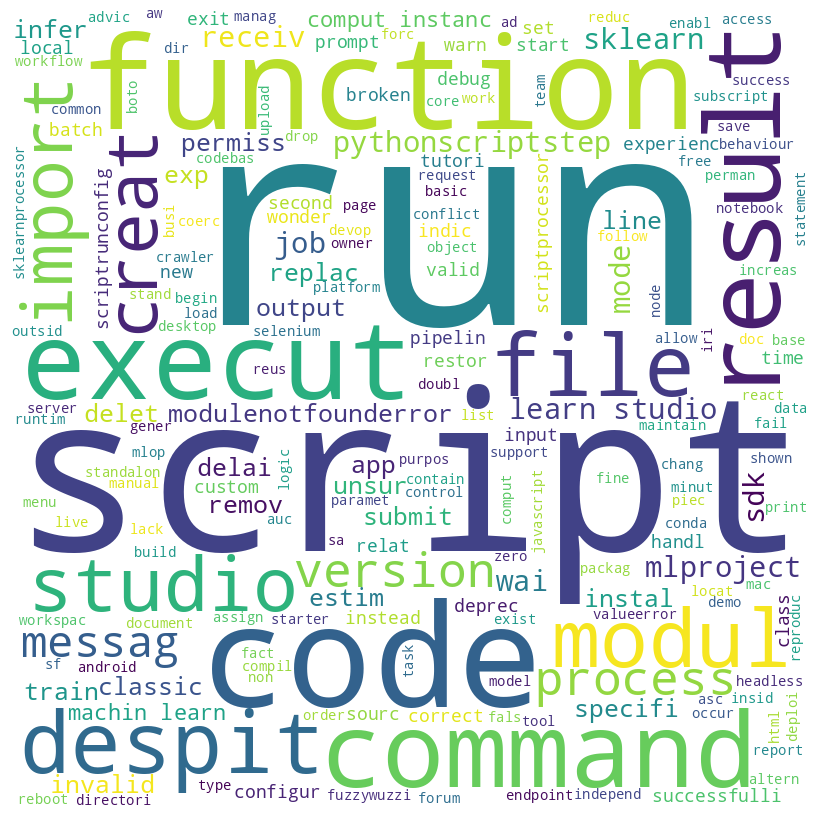 advic aw exit manag ad set reduc enabl access
infer receiv comput instanc forc sklearn
local dir prompt warn start
workflow function success
boto debug team subscript
common upload broken core work result
batch permiss drop pythonscriptstep experienc behaviour
import creat codebas tutori free save
sklearnprocessor exp second request perman
wonder page basic conflict line notebook
busi coerc devop indic scriptprocessor follow statement
scriptrunconfig job owner object mode
crawler run
new replac valid node increas
stand begin platform
load output
outsid desktop selenium pipelin allow iri doc base
reus restor time
execut doubl file react
server delet modulenotfounderror list learn studio data
runtim gener maintain fail
mlop logic input
standalon delai app purpos support chang shown
manual custom unsur contain fine minut
menu remov paramet control comput javascript piec sdk print
live auc submit conda
lack script
build sa relat zero handl
studio version wai packag mlproject mac
estim deprec instal locat demo
workspac assign starter instead exist valueerror class reproduc
document code modul
messag fact task
sf android compil model process headless
train classic non asc insid
machin learn order sourc correct fals tool specifi occur html deploi
despit command report
invalid type configur altern
reboot directori fuzzywuzzi forum endpoint independ successfulli